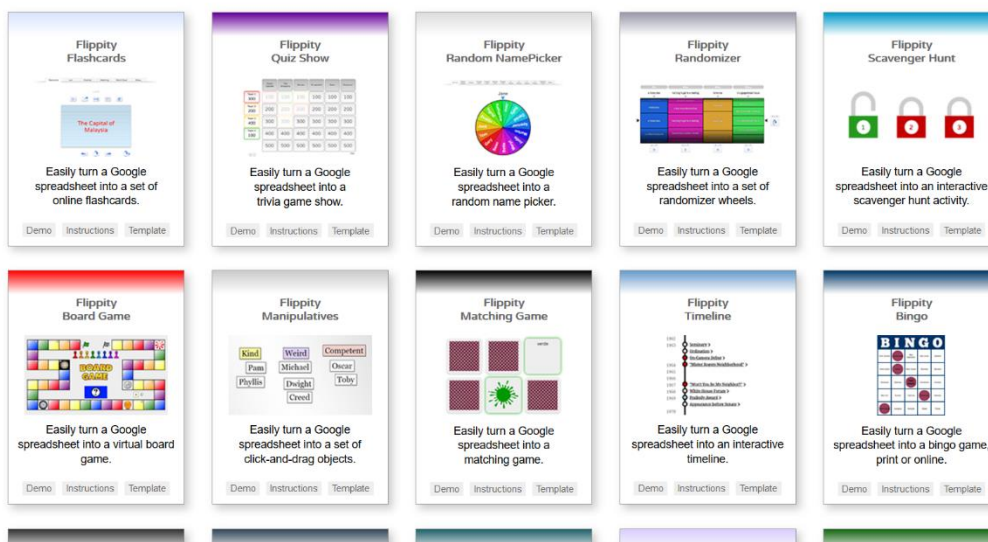 Flippity
Flashcards
The Capital of
Malaysia
Easily turn a Google
spreadsheet into a set of
online flashcards.
Demo Instructions Template
Flippity
Quiz Show
100 100 100 100
200 200 200 200
300 300 300 300 300
400 400 400 400 400 400
500 500 500 500 500 500
Easily turn a Google
spreadsheet into a
trivia game show.
Demo Instructions Template
Flippity
Random NamePicker
Easily turn a Google
spreadsheet into a
random name picker.
Demo Instructions Template
Flippity
Randomizer
Easily turn a Google
spreadsheet into a set of
randomizer wheels.
Demo Instructions Template
Flippity
Scavenger Hunt
1 2 3
Easily turn a Google
spreadsheet into an interactive
scavenger hunt activity.
Demo Instructions Template
Flippity
Board Game
BOARD
GAME
?
Easily turn a Google
spreadsheet into a virtual board
game.
Demo Instructions Template
Flippity
Manipulatives
Kind Weird Competent
Pam Michael Oscar
Phyllis Dwight Toby
Creed
Easily turn a Google
spreadsheet into a set of
click-and-drag objects.
Demo Instructions Template
Flippity
Matching Game
Easily turn a Google
spreadsheet into a
matching game.
Demo Instructions Template
Flippity
Timeline
Easily turn a Google
spreadsheet into an interactive
timeline.
Demo Instructions Template
Flippity
Bingo
BINGO
Easily turn a Google
spreadsheet into a bingo game,
print or online.
Demo Instructions Template